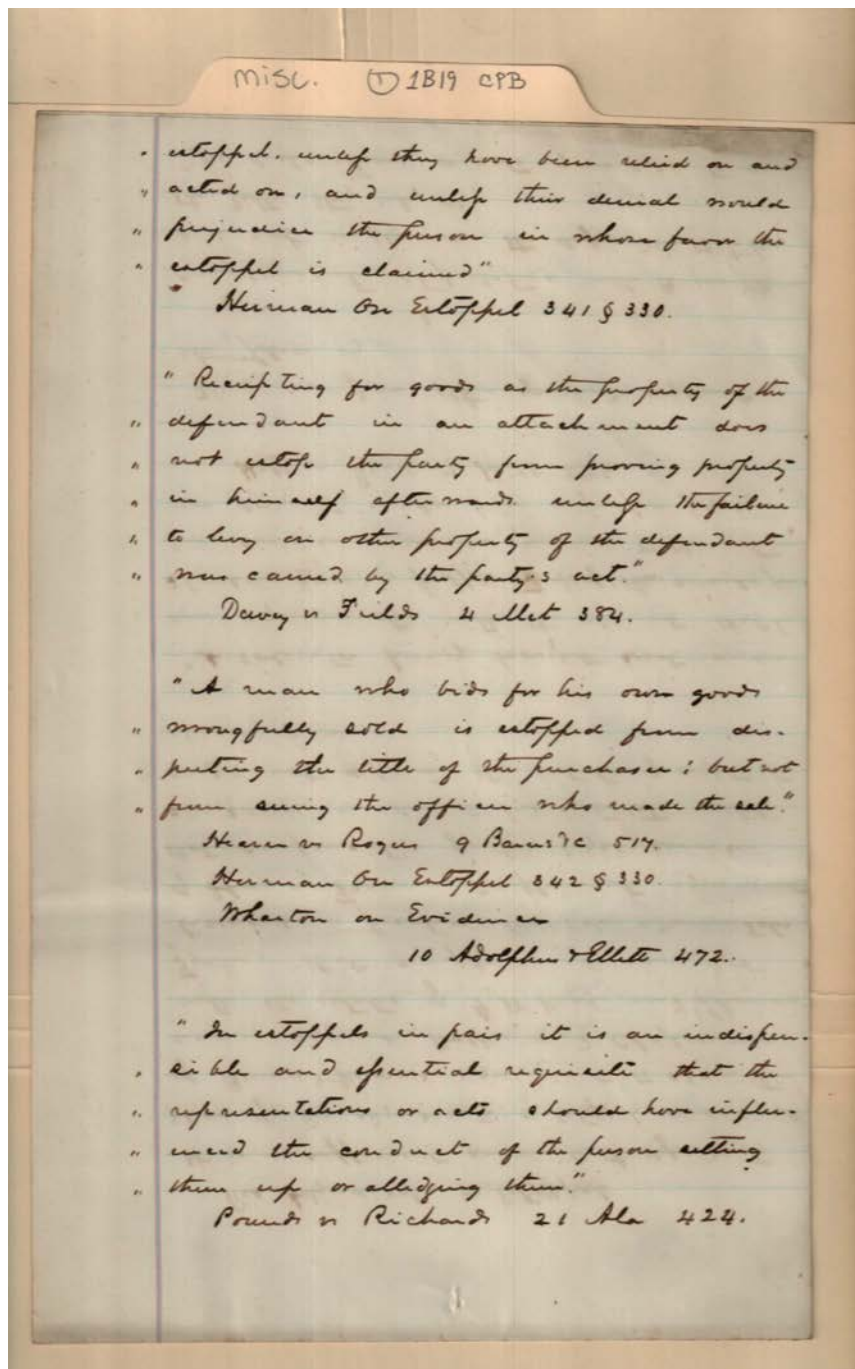 misc. ① 1B19 CPB
" estoppel. unless they have been relied on and
" acted on, and unless their denial would
" prejudice the person in whose favor the
" estoppel is claimed"
" Herman On Estoppel 341 § 330.
" Receipting for goods as the property of the
" defendant in an attachment does
" not estop the party from proving property
" in himself afterwards unless the failure
" to levy on other property of the defendant
" was caused by the party's act."
Dewey vs Fields 4 Met 384.
" A man who bids for his own goods
" wrongfully sold is estopped from dis-
" puting the title of the purchaser; but not
" from suing the officer who made the sale."
vs Rogers 9 Barn & C 517.
Herman On Estoppel 342 § 330.
Wharton on Evidence
10 Adolphus & Ellett 472.
" In estoppels in pais it is an indispen-
" sible and essential requisite that the
" representations or acts should have influ-
" enced the conduct of the person setting
" them up or alledging them."
Pounds vs Richards 21 Ala 424.